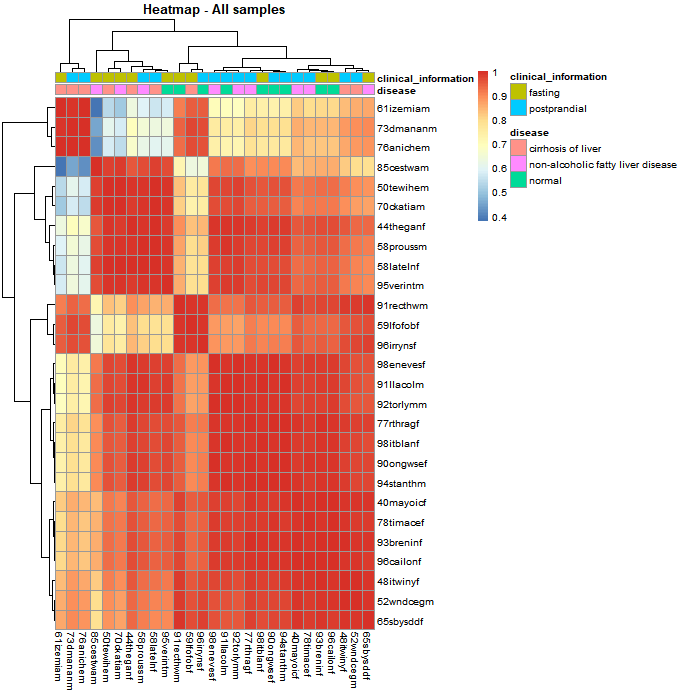 Heatmap - All samples
clinical_information
disease
61izemiam
73dmananm
76anichem
85cestwam
50tewihem
70ckatiam
44theganf
58proussm
58latelnf
95verintm
91recthwm
59lfofobf
96irrynsf
98enevesf
91llacolm
92torlymm
77rthragf
98itblanf
90ongwsef
94stanthm
40mayoicf
78timacef
93breninf
96cailonf
48itwinyf
52wndcegm
65sbysddf
61izemiam
73dmananm
76anichem
85cestwam
50tewihem
70ckatiam
44theganf
58proussm
58latelnf
95verintm
91recthwm
59lfofobf
96irrynsf
98enevesf
91llacolm
92torlymm
77rthragf
98itblanf
90ongwsef
94stanthm
40mayoicf
78timacef
93breninf
96cailonf
48itwinyf
52wndcegm
65sbysddf
1
0.9
0.8
0.7
0.6
0.5
0.4
clinical_information
fasting
postprandial
disease
cirrhosis of liver
non-alcoholic fatty liver disease
normal